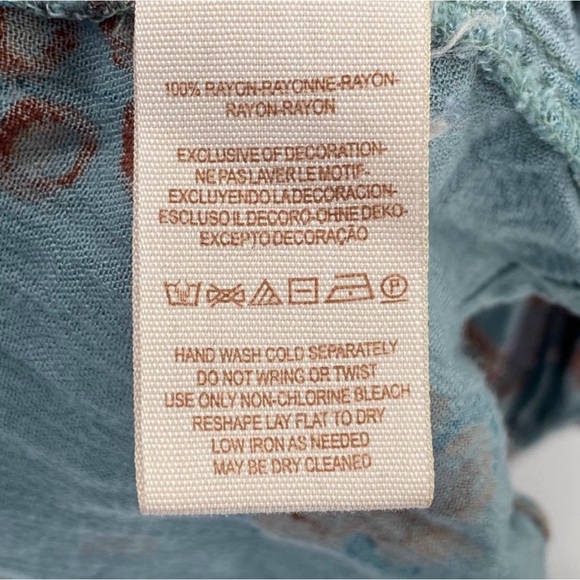 100% RAYON-RAYONNE-RAYON-
RAYON-RAYON
EXCLUSIVE OF DECORATION-
NE PAS LAVER LE MOTIF-
EXCLUYENDO LA DECORACION-
ESCLUSO IL DECORO-OHNE DEKO-
EXCEPTO DECORAÇÃO
HAND WASH COLD SEPARATELY
DO NOT WRING OR TWIST
USE ONLY NON-CHLORINE BLEACH
RESHAPE LAY FLAT TO DRY
LOW IRON AS NEEDED
MAY BE DRY CLEANED